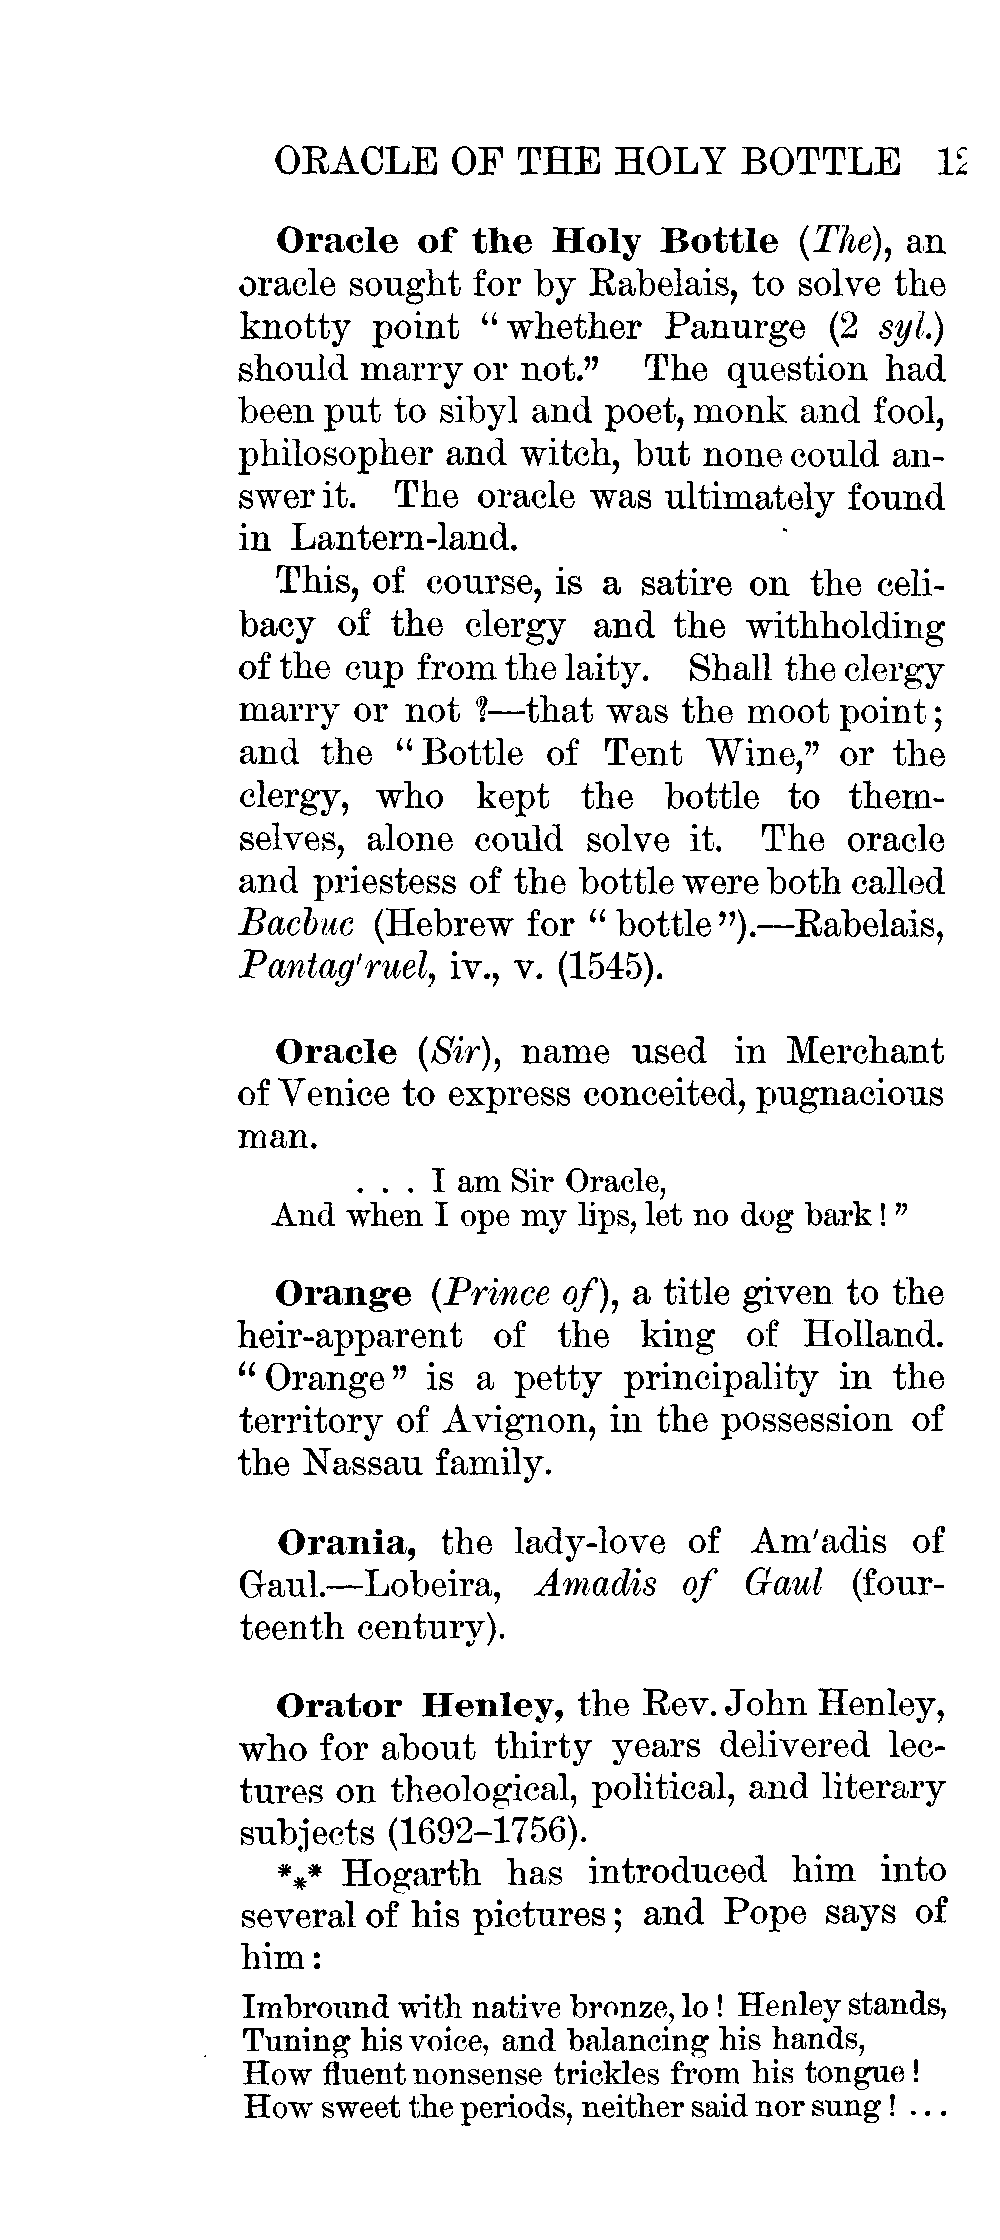 ORACLE OF THE HOLY BOTTLE 12
Oracle of the Holy Bottle (The), an
oracle sought for by Rabelais, to solve the
knotty point “whether Panurge (2 syl.)
should marry or not.” The question had
been put to sibyl and poet, monk and fool,
philosopher and witch, but none could an-
swer it. The oracle was ultimately found
in Lantern-land.
This, of course, is a satire on the celi-
bacy of the clergy and the withholding
of the cup from the laity. Shall the clergy
marry or not ?—that was the moot point;
and the “Bottle of Tent Wine,” or the
clergy, who kept the bottle to them-
selves, alone could solve it. The oracle
and priestess of the bottle were both called
Bacbuc (Hebrew for “bottle”).—Rabelais,
Pantag'ruel, iv., v. (1545).
Oracle (Sir), name used in Merchant
of Venice to express conceited, pugnacious
man.
. . . I am Sir Oracle,
And when I ope my lips, let no dog bark! ”
Orange (Prince of), a title given to the
heir-apparent of the king of Holland.
“Orange” is a petty principality in the
territory of Avignon, in the possession of
the Nassau family.
Orania, the lady-love of Am'adis of
Gaul.—Lobeira, Amadis of Gaul (four-
teenth century).
Orator Henley, the Rev. John Henley,
who for about thirty years delivered lec-
tures on theological, political, and literary
subjects (1692–1756).
*⁎* Hogarth has introduced him into
several of his pictures; and Pope says of
him:
Imbround with native bronze, lo! Henley stands,
Tuning his voice, and balancing his hands,
How fluent nonsense trickles from his tongue!
How sweet the periods, neither said nor sung! ...